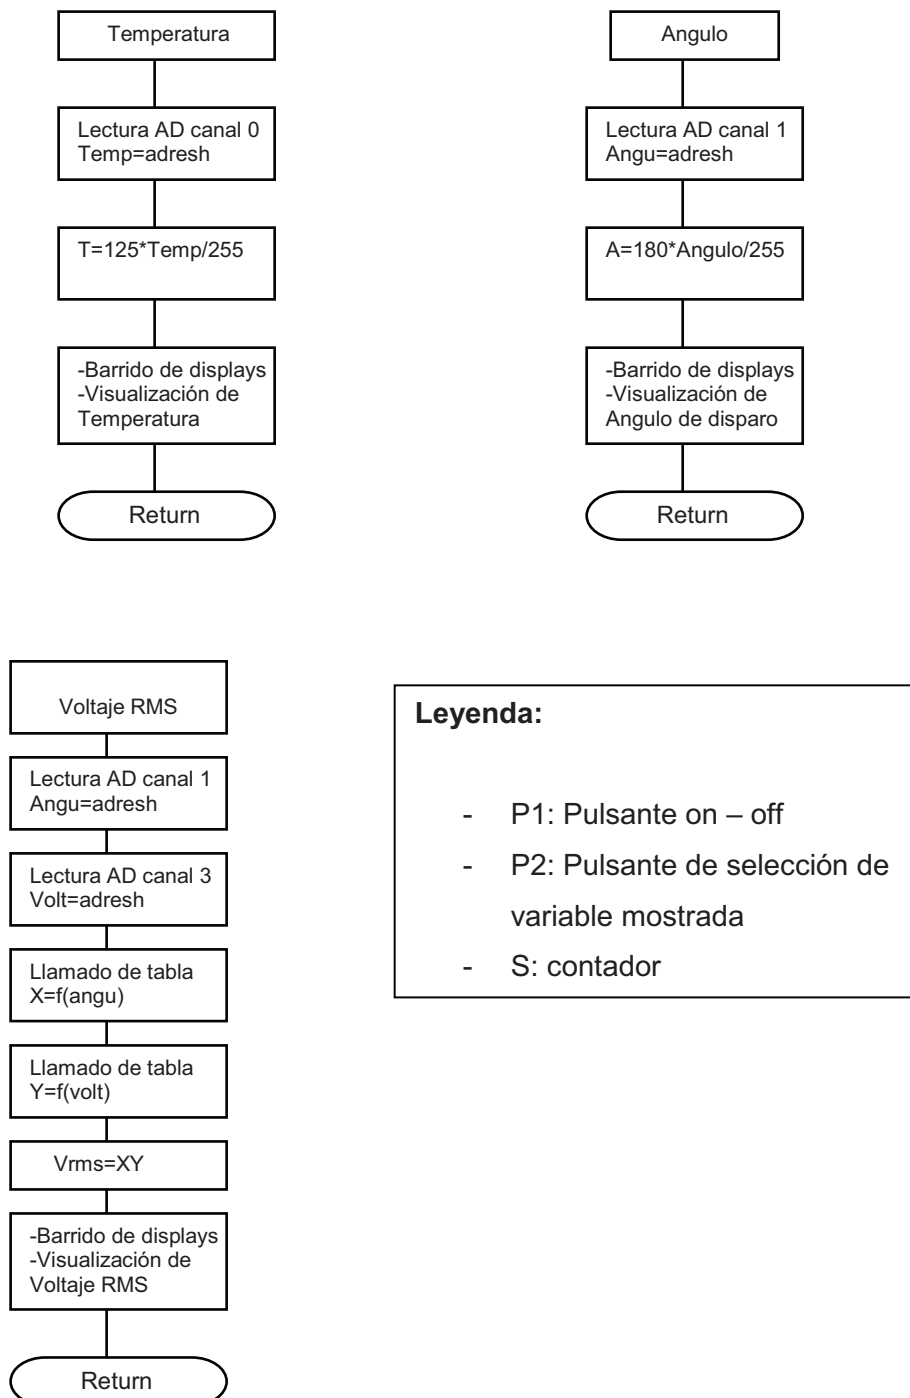 Temperatura
Lectura AD canal 0
Temp=adresh
T=125*Temp/255
-Barrido de displays
-Visualización de
Temperatura
Return
Angulo
Lectura AD canal 1
Angu=adresh
A=180*Angulo/255
-Barrido de displays
-Visualización de
Angulo de disparo
Return
Voltaje RMS
Lectura AD canal 1
Angu=adresh
Lectura AD canal 3
Volt=adresh
Llamado de tabla
X=f(angu)
Llamado de tabla
Y=f(volt)
Vrms=XY
-Barrido de displays
-Visualización de
Voltaje RMS
Return
Leyenda:
- P1: Pulsante on – off
- P2: Pulsante de selección de
variable mostrada
- S: contador